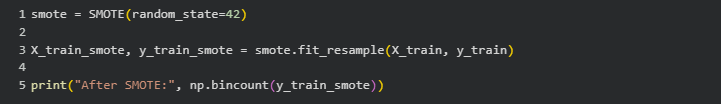 1 smote = SMOTE(random_state=42)
2
3 X_train_smote, y_train_smote = smote.fit_resample(X_train, y_train)
4
5 print("After SMOTE:", np.bincount(y_train_smote))